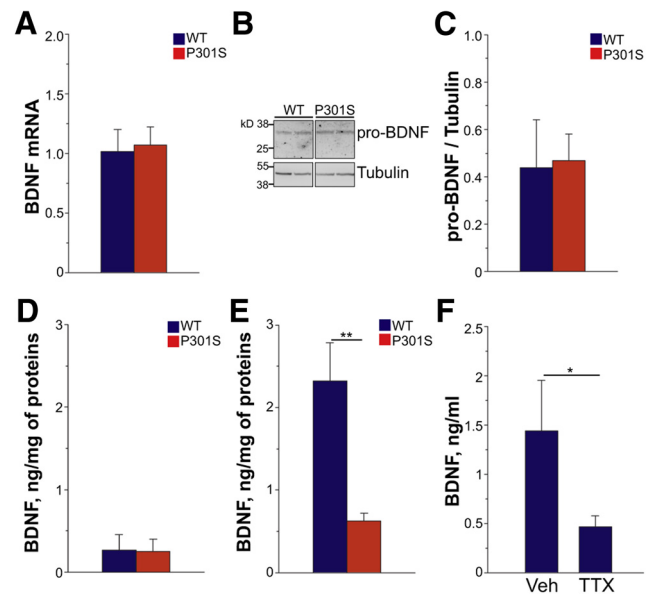 A
2.0
1.5
1.0
0.5
0
BDNF mRNA
WT
P301S
B
WT P301S
kD 38
25
pro-BDNF
55
38
Tubulin
C
1.0
0.8
0.6
0.4
0.2
0
pro-BDNF / Tubulin
WT
P301S
D
3
2
1
0
BDNF, ng/mg of proteins
WT
P301S
E
3
2
1
0
BDNF, ng/mg of proteins
**
WT
P301S
F
2.5
2
1.5
1
0.5
0
BDNF, ng/ml
*
Veh TTX